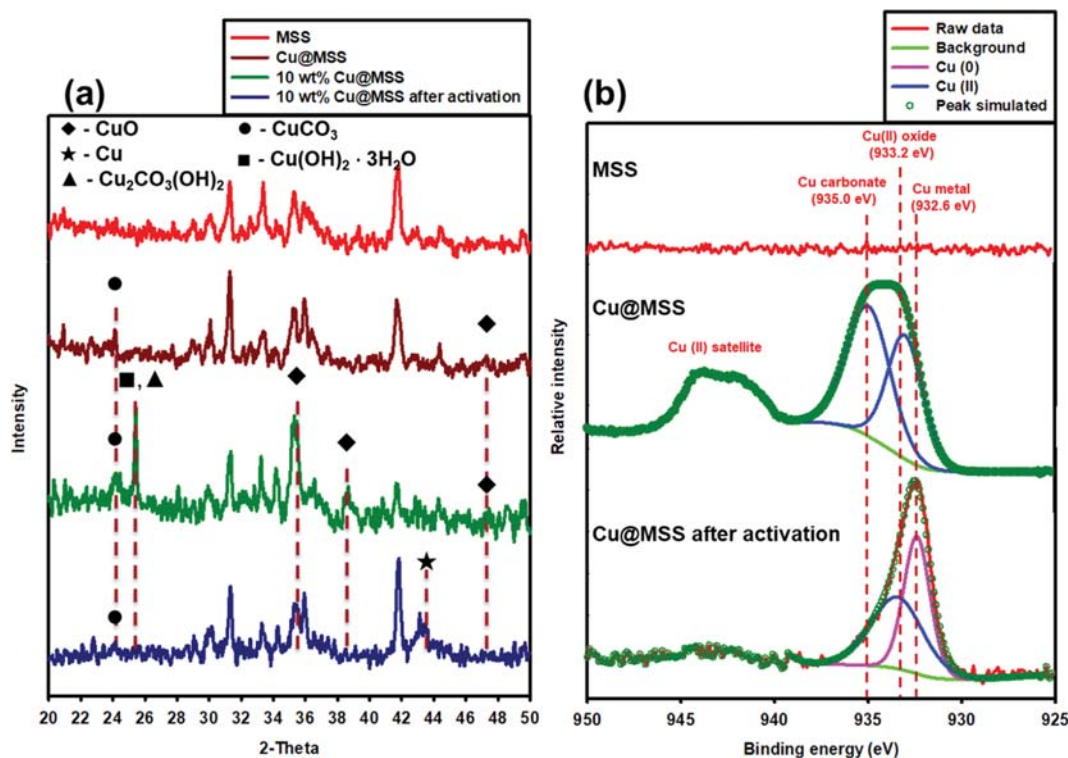 (a)
MSS
Cu@MSS
10 wt% Cu@MSS
10 wt% Cu@MSS after activation
◆ - CuO
★ - Cu
▲ - Cu₂CO₃(OH)₂
● - CuCO₃
■ - Cu(OH)₂ · 3H₂O
■ , ▲
Intensity
20 22 24 26 28 30 32 34 36 38 40 42 44 46 48 50
2-Theta
(b)
Raw data
Background
Cu (0)
Cu (II)
Peak simulated
Cu(II) oxide
(933.2 eV)
MSS
Cu carbonate
(935.0 eV)
Cu metal
(932.6 eV)
Cu@MSS
Cu (II) satellite
Cu@MSS after activation
Relative intensity
950 945 940 935 930 925
Binding energy (eV)